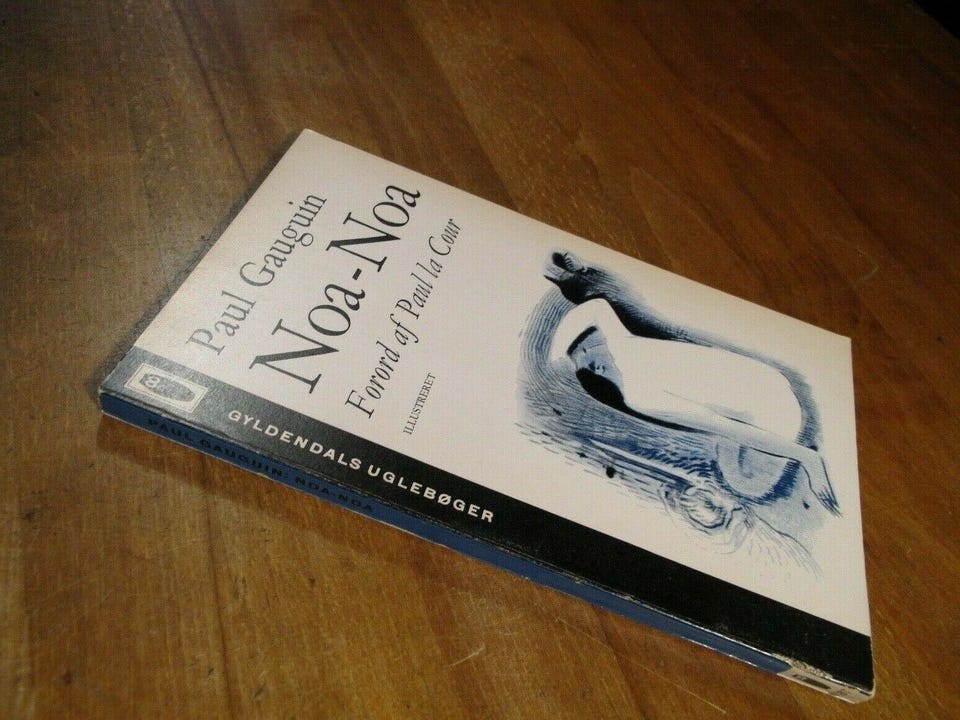 Paul Gauguin
Noa-Noa
Forord af Paul la Cour
ILLUSTRERET
GYLDENDALS UGLEBØGER
PAUL GAUGUIN: NOA-NOA